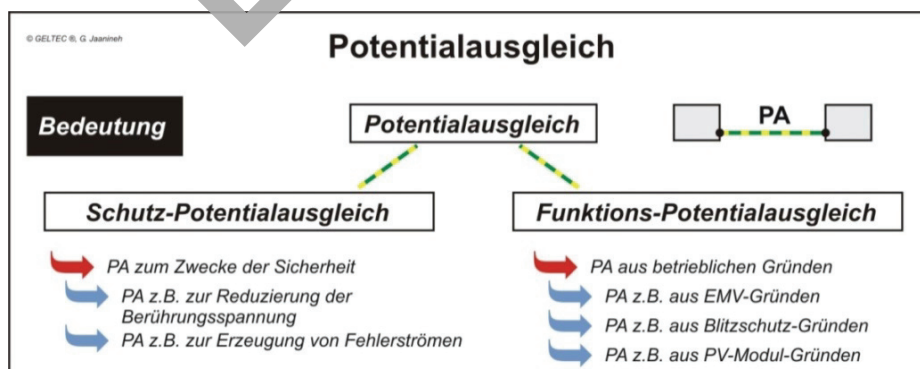 © GELTEC ®, G. Jaanineh
Potentialausgleich
Bedeutung
Potentialausgleich
PA
Schutz-Potentialausgleich
Funktions-Potentialausgleich
PA zum Zwecke der Sicherheit
PA z.B. zur Reduzierung der
Berührungsspannung
PA z.B. zur Erzeugung von Fehlerströmen
PA aus betrieblichen Gründen
PA z.B. aus EMV-Gründen
PA z.B. aus Blitzschutz-Gründen
PA z.B. aus PV-Modul-Gründen